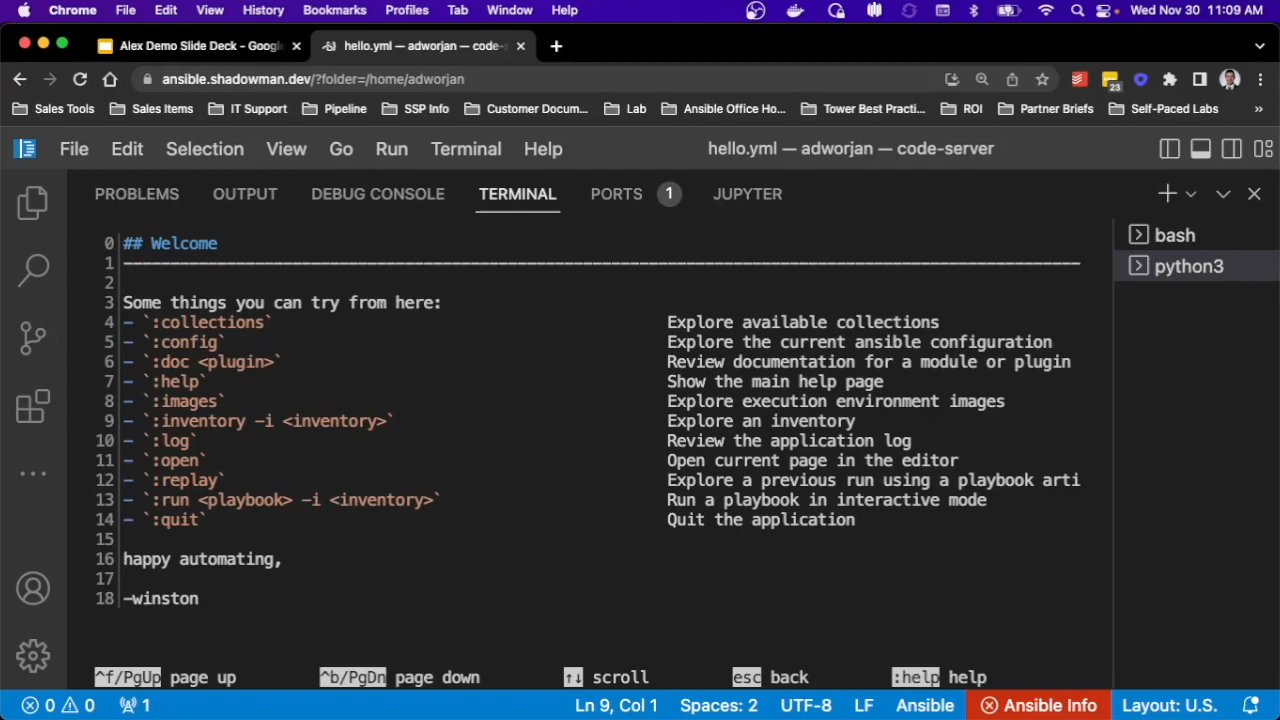 Chrome File Edit View History Bookmarks Profiles Tab Window Help Wed Nov 30 11:09 AM
Alex Demo Slide Deck - Google hello.yml — adworjan — code-
ansible.shadowman.dev/?folder=/home/adworjan 23
Sales Tools Sales Items IT Support Pipeline SSP Info Customer Docum... Lab Ansible Office Ho... Tower Best Practi... ROI Partner Briefs Self-Paced Labs »
File Edit Selection View Go Run Terminal Help hello.yml — adworjan — code-server
PROBLEMS OUTPUT DEBUG CONSOLE TERMINAL PORTS 1 JUPYTER
bash
python3
0 ## Welcome
1 ————————————————————
2
3 Some things you can try from here:
4 - `:collections` Explore available collections
5 - `:config` Explore the current ansible configuration
6 - `:doc <plugin>` Review documentation for a module or plugin
7 - `:help` Show the main help page
8 - `:images` Explore execution environment images
9 - `:inventory -i <inventory>` Explore an inventory
10 - `:log` Review the application log
11 - `:open` Open current page in the editor
12 - `:replay` Explore a previous run using a playbook arti
13 - `:run <playbook> -i <inventory>` Run a playbook in interactive mode
14 - `:quit` Quit the application
15
16 happy automating,
17
18 -winston
^f/PgUp page up ^b/PgDn page down ↑↓ scroll esc back :help help
0 0 1 Ln 9, Col 1 Spaces: 2 UTF-8 LF Ansible Ansible Info Layout: U.S.